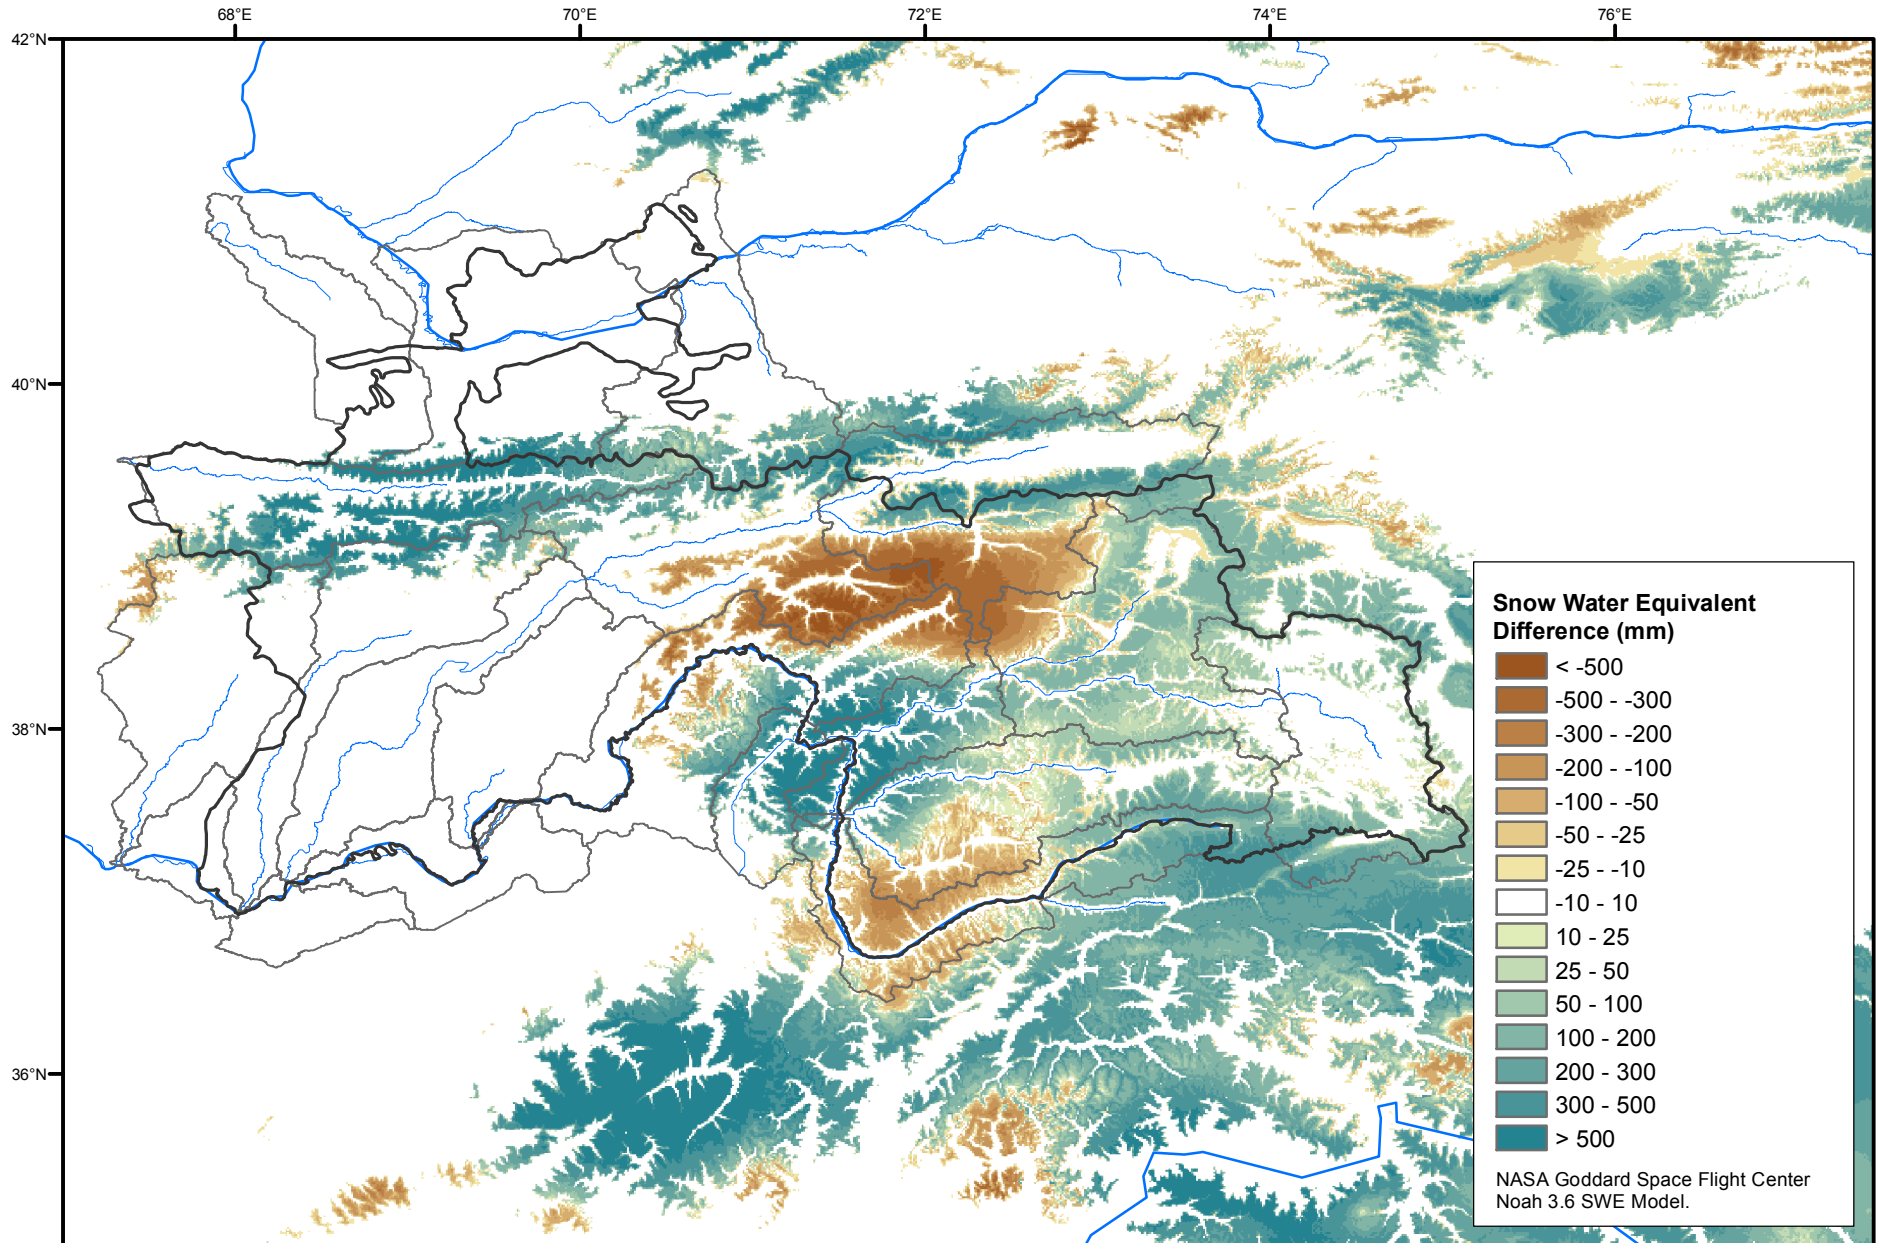 68°E
70°E
72°E
74°E
76°E
42°N
40°N
38°N
36°N
Snow Water Equivalent
Difference (mm)
< -500
-500 - -300
-300 - -200
-200 - -100
-100 - -50
-50 - -25
-25 - -10
-10 - 10
10 - 25
25 - 50
50 - 100
100 - 200
200 - 300
300 - 500
> 500
NASA Goddard Space Flight Center
Noah 3.6 SWE Model.